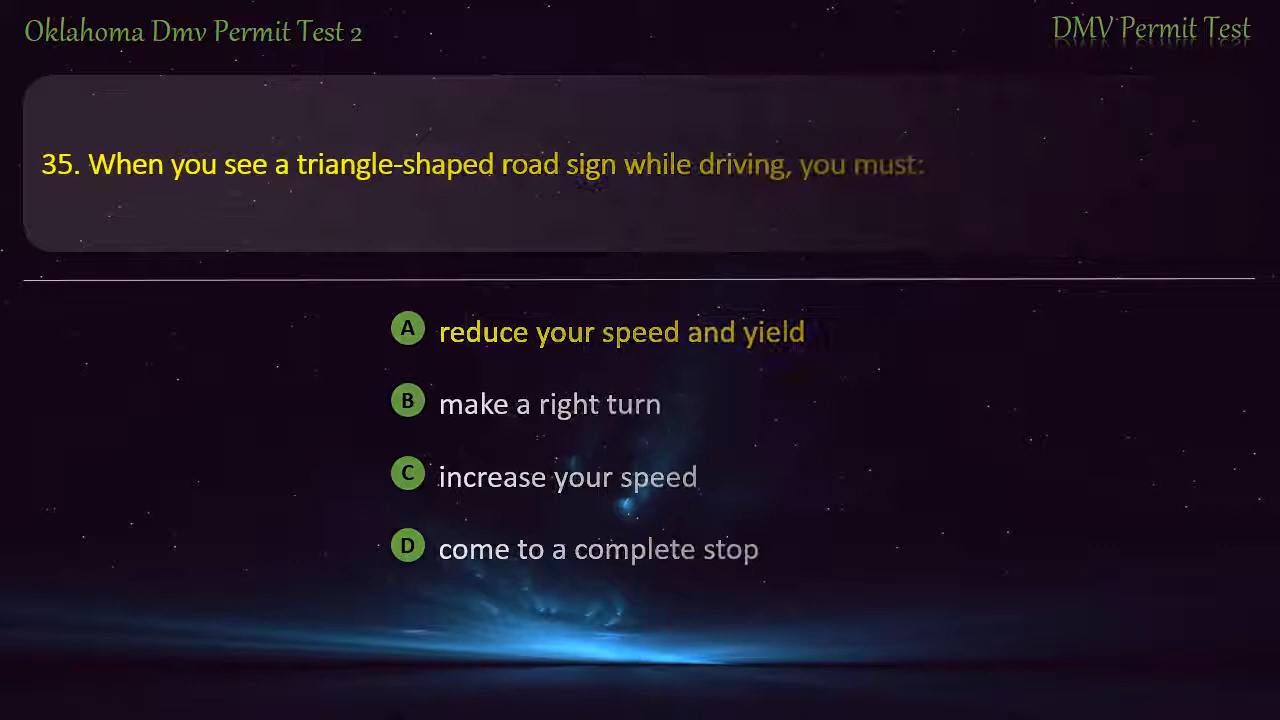 Oklahoma Dmv Permit Test 2
DMV Permit Test
35. When you see a triangle-shaped road sign while driving, you must:
A reduce your speed and yield
B make a right turn
C increase your speed
D come to a complete stop